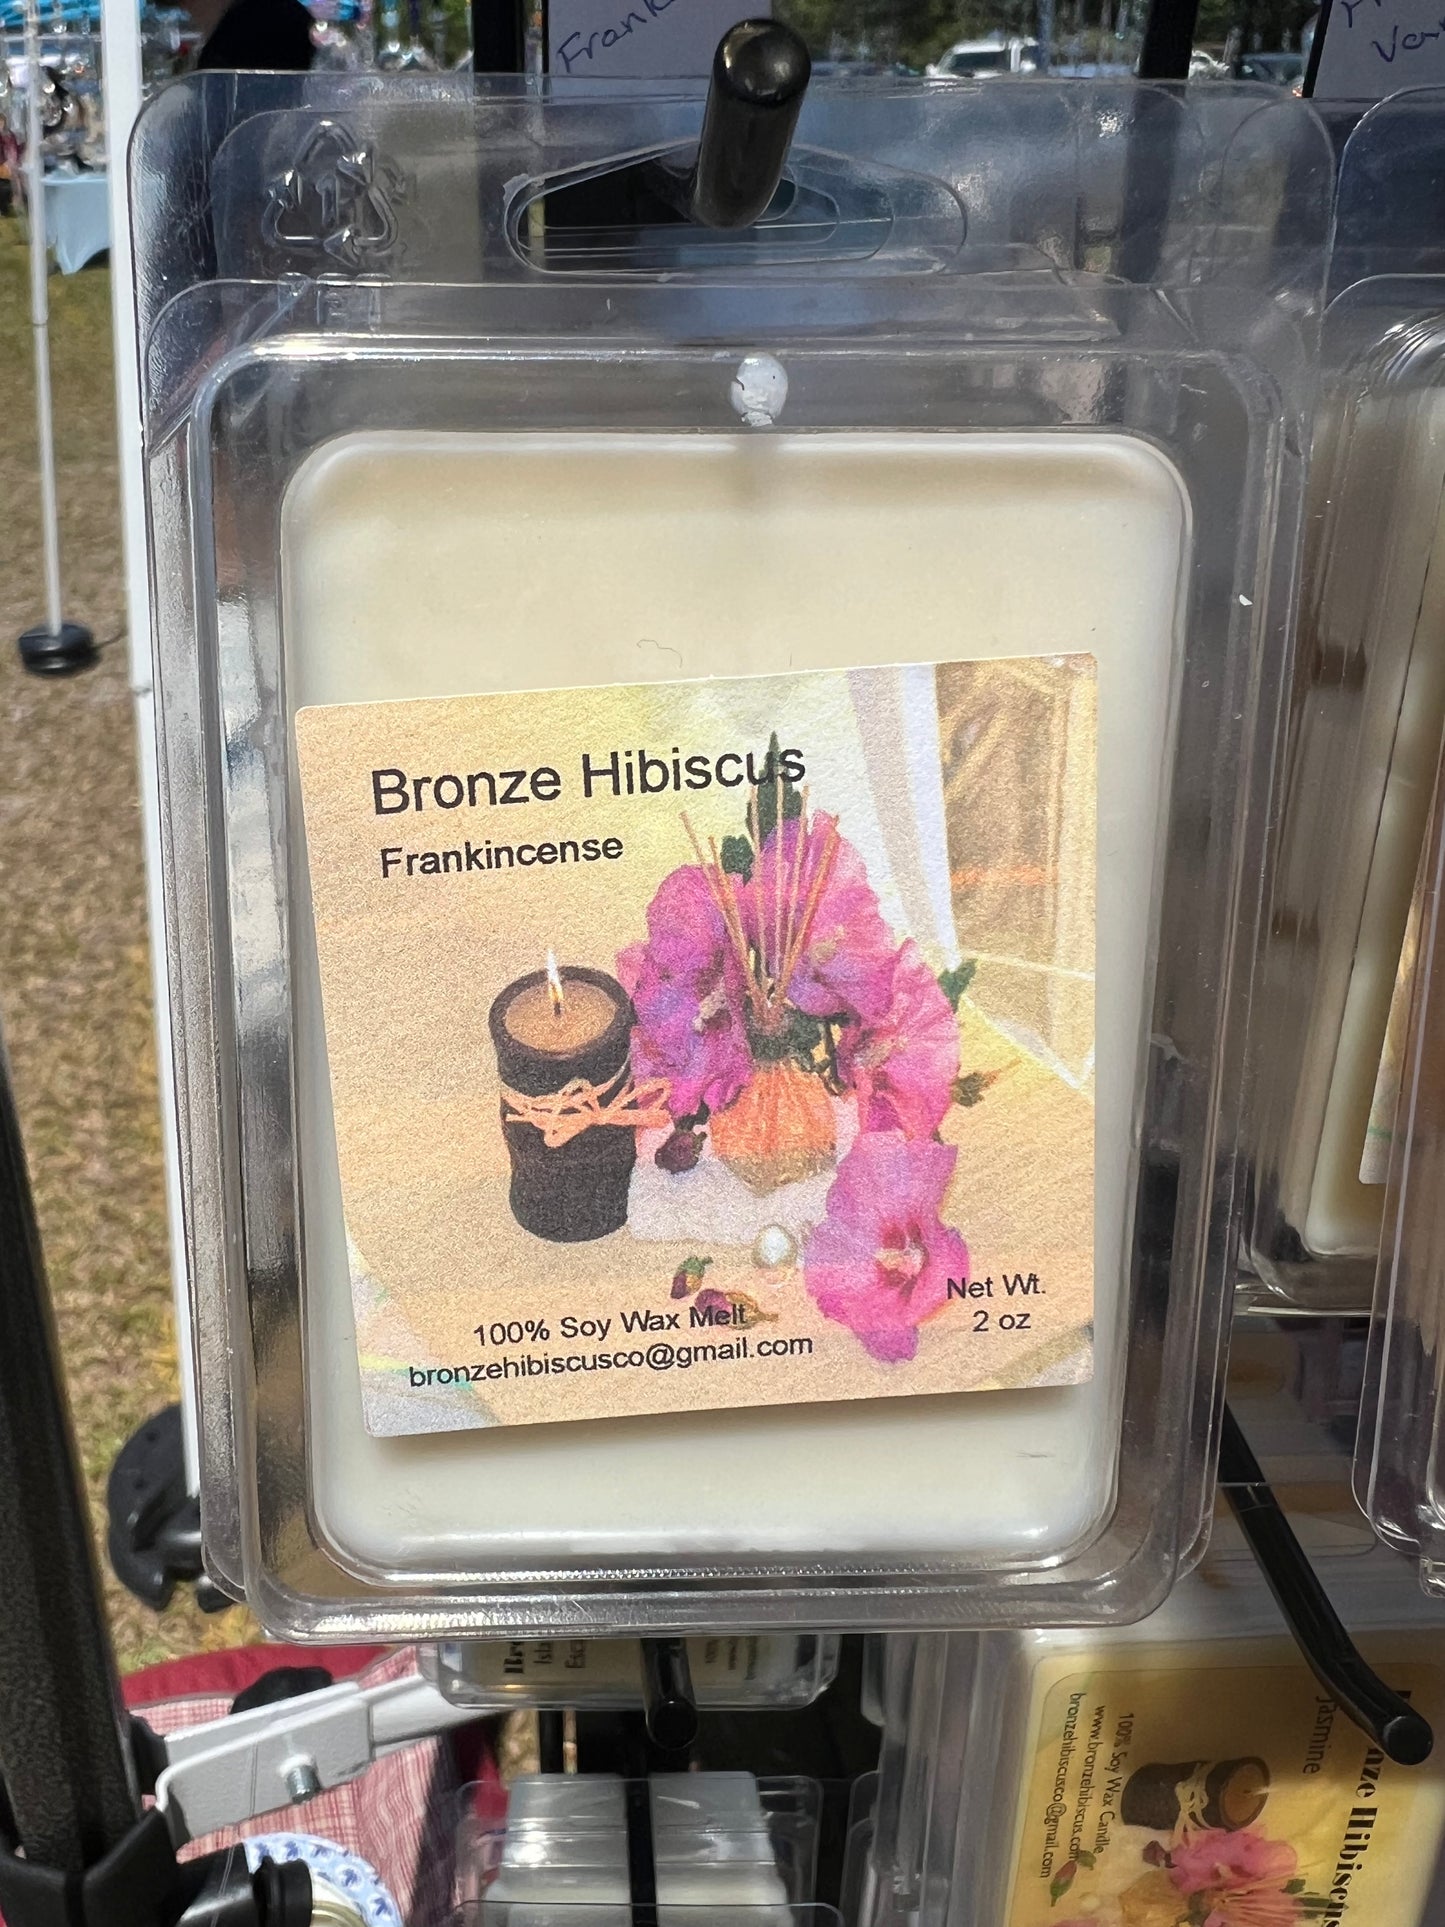 Frank
Bronze Hibiscus
Frankincense
Net Wt.
2 oz
100% Soy Wax Melt
bronzehibiscusco@gmail.com
Jasmine
100% Soy Wax Candle
www.bronzehibiscus.com
bronzehibiscusco@gmail.com